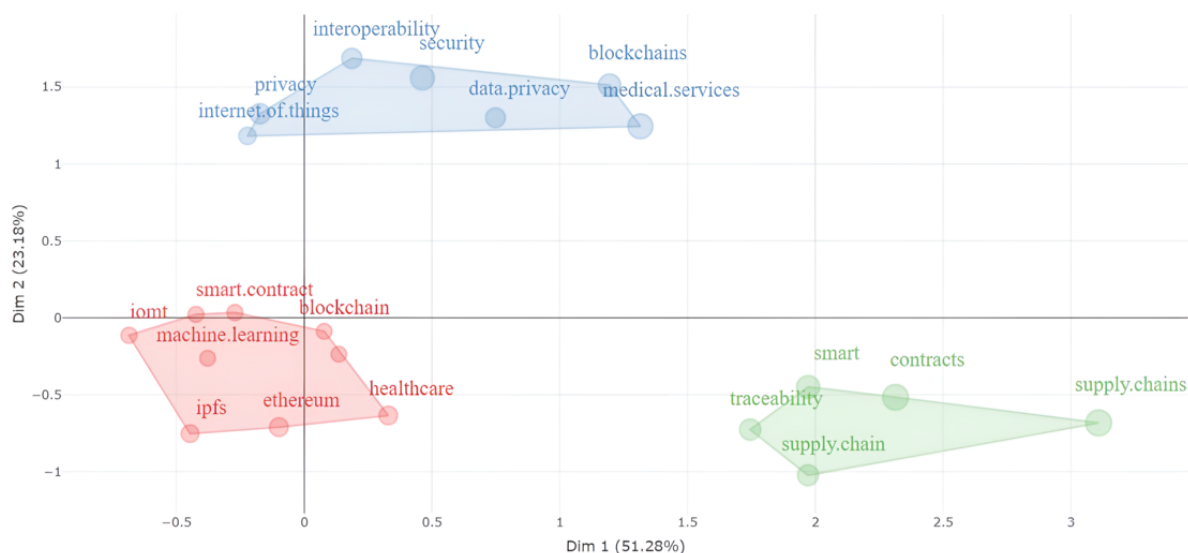 interoperability
security
blockchains
privacy
data.privacy
medical.services
internet.of.things
1.5
1
0.5
0
−0.5
−1
Dim 2 (23.18%)
smart.contract
iomt
blockchain
machine.learning
healthcare
ipfs
ethereum
smart
contracts
supply.chains
traceability
supply.chain
−0.5
0
0.5
1
1.5
2
2.5
3
Dim 1 (51.28%)